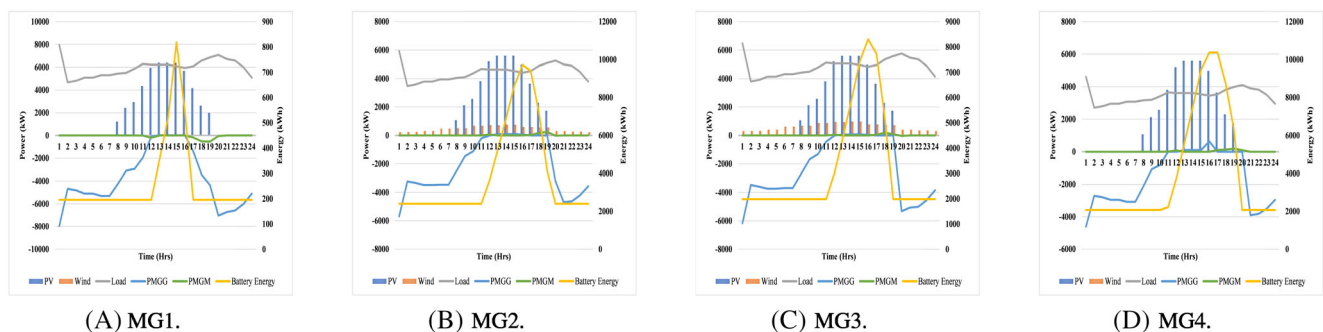 10000 900
8000 800
6000 700
4000 600
2000 500
0 400
-2000 300
-4000
-6000 200
-8000 100
-10000 0
Power (kW)
Energy (kWh)
1 2 3 4 5 6 7 8 9 10 11 12 13 14 15 16 17 18 19 20 21 22 23 24
Time (Hrs)
PV Wind Load PMGG PMGM Battery Energy
(A) MG1.
8000 12000
6000 10000
4000 8000
2000
0 6000
-2000 4000
-4000
-6000 2000
-8000 0
Power (kW)
Energy (kWh)
1 2 3 4 5 6 7 8 9 10 11 12 13 14 15 16 17 18 19 20 21 22 23 24
Time (Hrs)
PV Wind Load PMGG PMGM Battery Energy
(B) MG2.
8000 9000
6000 8000
4000 7000
2000 6000
0 5000
-2000 4000
3000
-4000 2000
-6000 1000
-8000 0
Power (kW)
Energy (kWh)
1 2 3 4 5 6 7 8 9 10 11 12 13 14 15 16 17 18 19 20 21 22 23 24
Time (Hrs)
PV Wind Load PMGG PMGM Battery Energy
(C) MG3.
8000 12000
6000 10000
4000 8000
2000 6000
0
-2000 4000
-4000 2000
-6000 0
Power (kW)
Energy (kWh)
1 2 3 4 5 6 7 8 9 10 11 12 13 14 15 16 17 18 19 20 21 22 23 24
Time (Hrs)
PV Wind Load PMGG PMGM Battery Energy
(D) MG4.